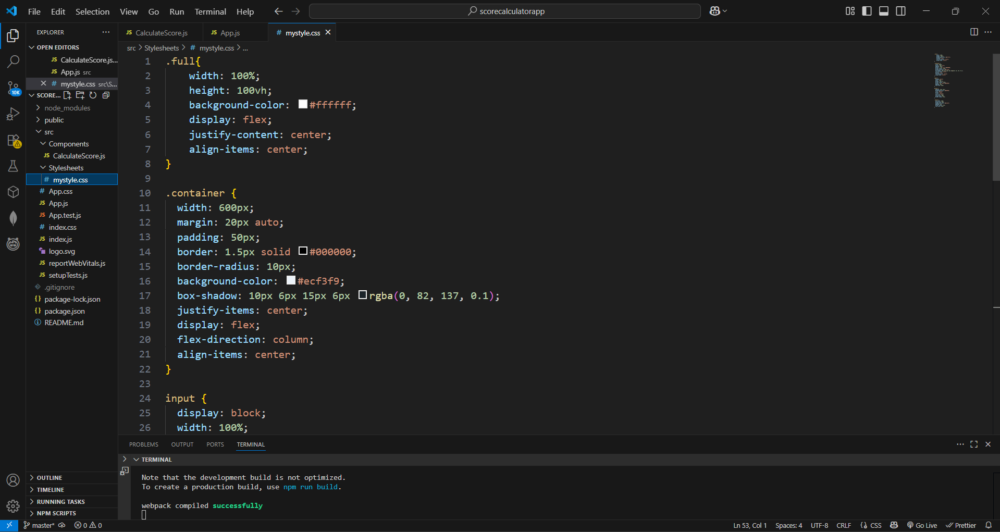 File Edit Selection View Go Run Terminal Help
scorecalculatorapp
EXPLORER
OPEN EDITORS
JS CalculateScore.js...
JS App.js src
# mystyle.css src\S...
SCORE...
node_modules
public
src
Components
JS CalculateScore.js
Stylesheets
# mystyle.css
# App.css
JS App.js
JS App.test.js
# index.css
JS index.js
logo.svg
JS reportWebVitals.js
JS setupTests.js
.gitignore
{} package-lock.json
{} package.json
README.md
OUTLINE
TIMELINE
RUNNING TASKS
NPM SCRIPTS
10K
JS CalculateScore.js
JS App.js
# mystyle.css
src > Stylesheets > # mystyle.css > ...
1 .full{
2 width: 100%;
3 height: 100vh;
4 background-color: #ffffff;
5 display: flex;
6 justify-content: center;
7 align-items: center;
8 }
9
10 .container {
11 width: 600px;
12 margin: 20px auto;
13 padding: 50px;
14 border: 1.5px solid #000000;
15 border-radius: 10px;
16 background-color: #ecf3f9;
17 box-shadow: 10px 6px 15px 6px rgba(0, 82, 137, 0.1);
18 justify-items: center;
19 display: flex;
20 flex-direction: column;
21 align-items: center;
22 }
23
24 input {
25 display: block;
26 width: 100%;
PROBLEMS OUTPUT PORTS TERMINAL
TERMINAL
Note that the development build is not optimized.
To create a production build, use npm run build.
webpack compiled successfully
master* 0 0 Ln 53, Col 1 Spaces: 4 UTF-8 CRLF {} CSS Go Live Prettier